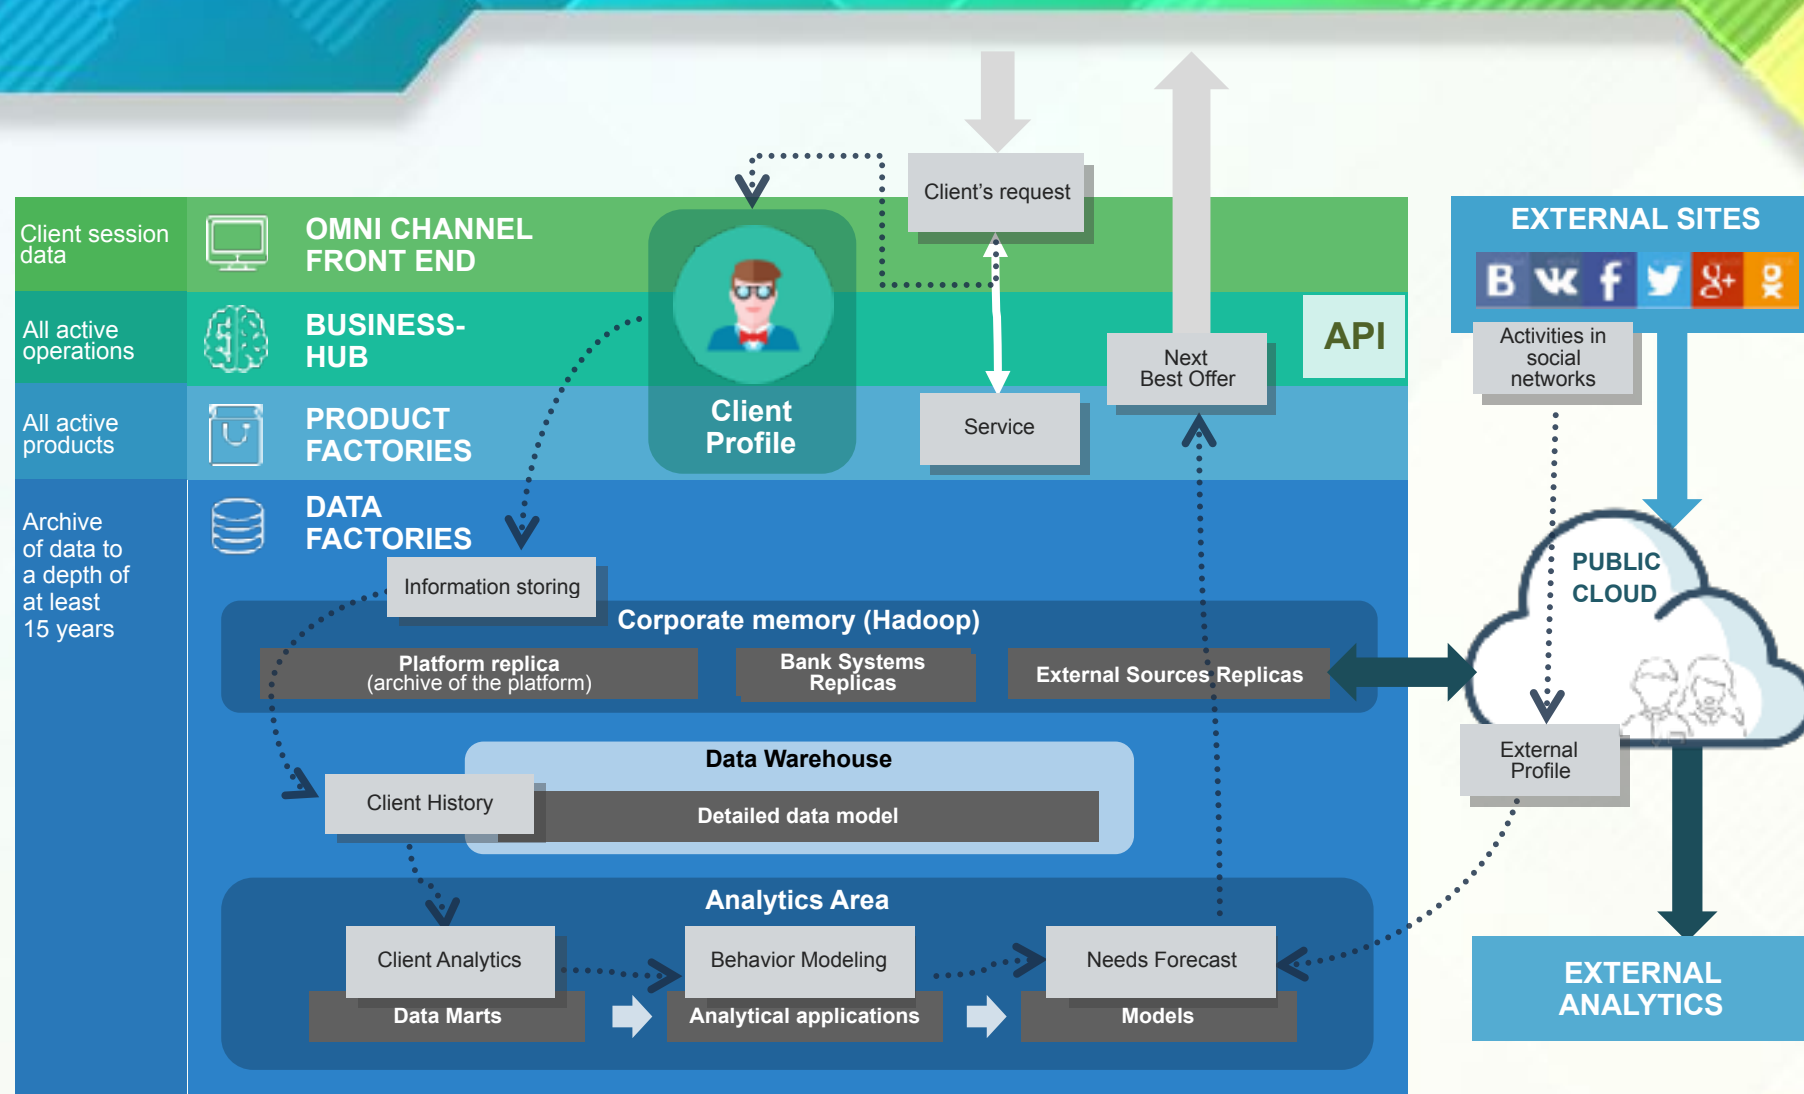 Client's request
Client session
data
OMNI CHANNEL
FRONT END
EXTERNAL SITES
B
f
g+
All active
operations
BUSINESS-
HUB
API
Next
Best Offer
Activities in
social
networks
All active
products
PRODUCT
FACTORIES
Client
Profile
Service
Archive
of data to
a depth of
at least
15 years
DATA
FACTORIES
PUBLIC
CLOUD
Information storing
Corporate memory (Hadoop)
Platform replica
(archive of the platform)
Bank Systems
Replicas
External Sources Replicas
External
Profile
Data Warehouse
Client History
Detailed data model
Analytics Area
Client Analytics
Behavior Modeling
Needs Forecast
Data Marts
Analytical applications
Models
EXTERNAL
ANALYTICS